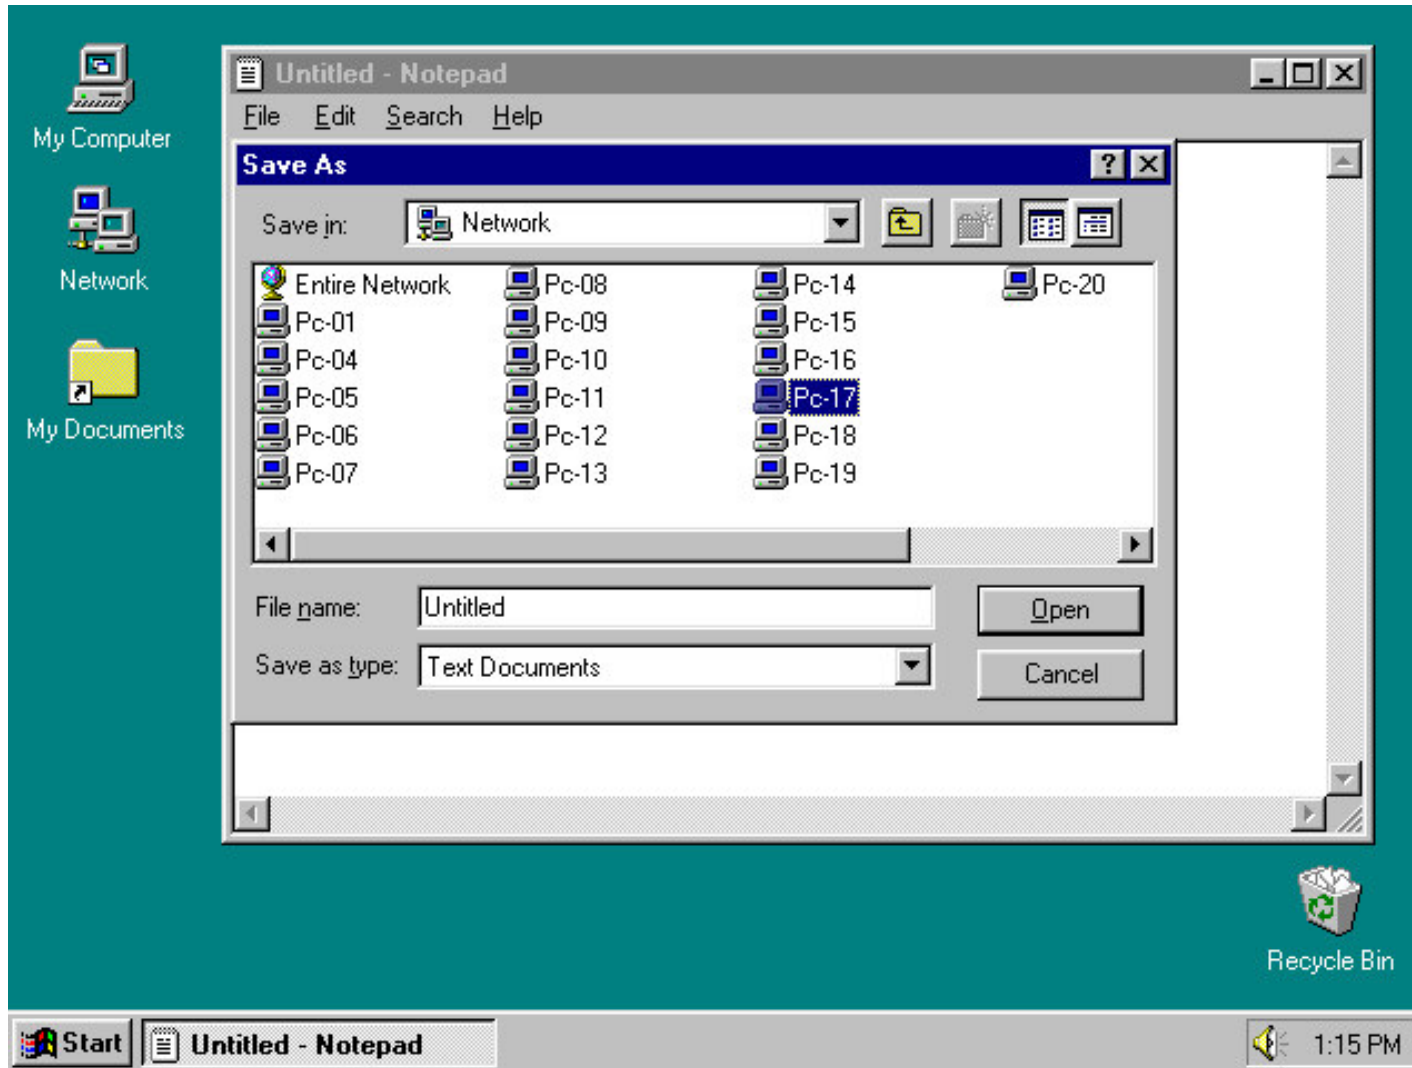 My Computer
Network
My Documents
Untitled - Notepad
File Edit Search Help
Save As
Save in: Network
Entire Network
Pc-01
Pc-04
Pc-05
Pc-06
Pc-07
Pc-08
Pc-09
Pc-10
Pc-11
Pc-12
Pc-13
Pc-14
Pc-15
Pc-16
Pc-17
Pc-18
Pc-19
Pc-20
File name: Untitled
Open
Save as type: Text Documents
Cancel
Recycle Bin
Start Untitled - Notepad 1:15 PM